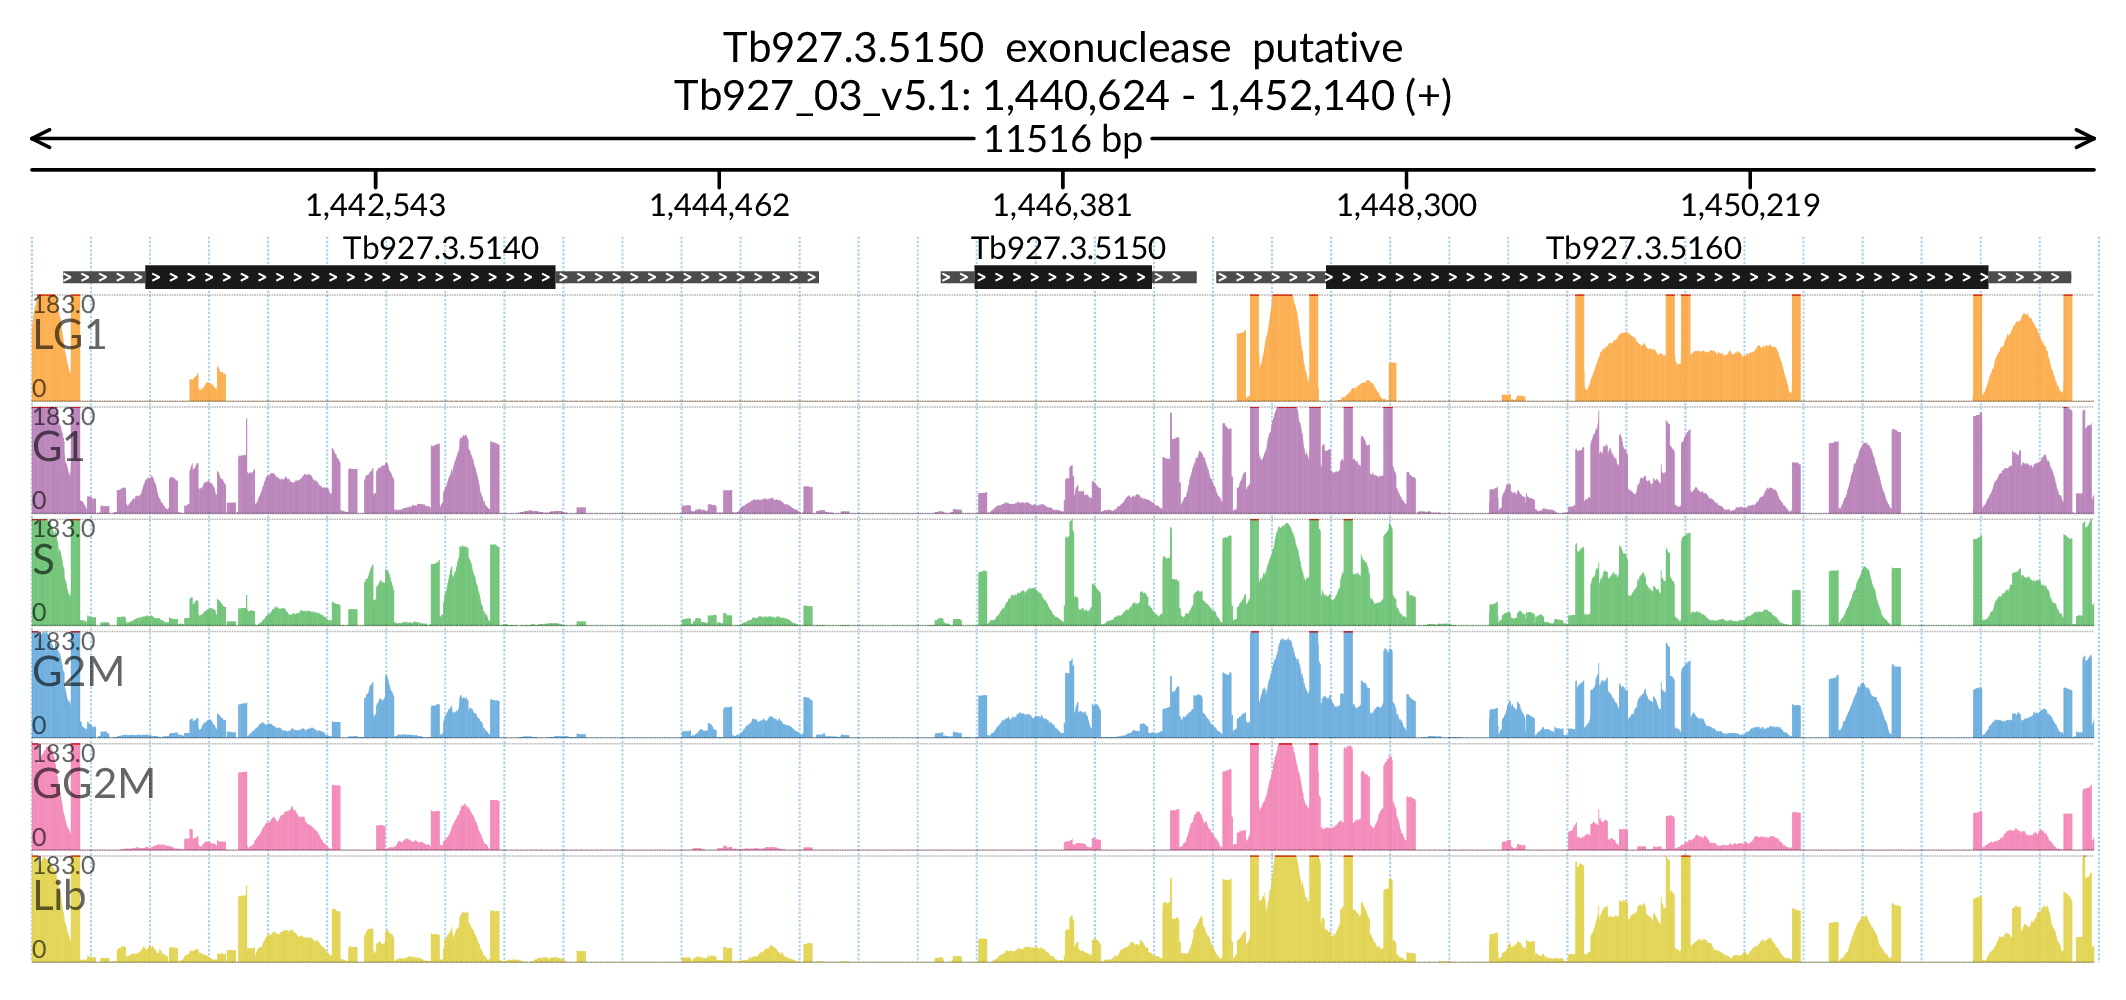 Tb927.3.5150 exonuclease putative
Tb927_03_v5.1: 1,440,624 - 1,452,140 (+)
11516 bp
1,442,543 1,444,462 1,446,381 1,448,300 1,450,219
Tb927.3.5140 Tb927.3.5150 Tb927.3.5160
183.0
LG1
0
183.0
G1
0
183.0
S
0
183.0
G2M
0
183.0
GG2M
0
183.0
Lib
0